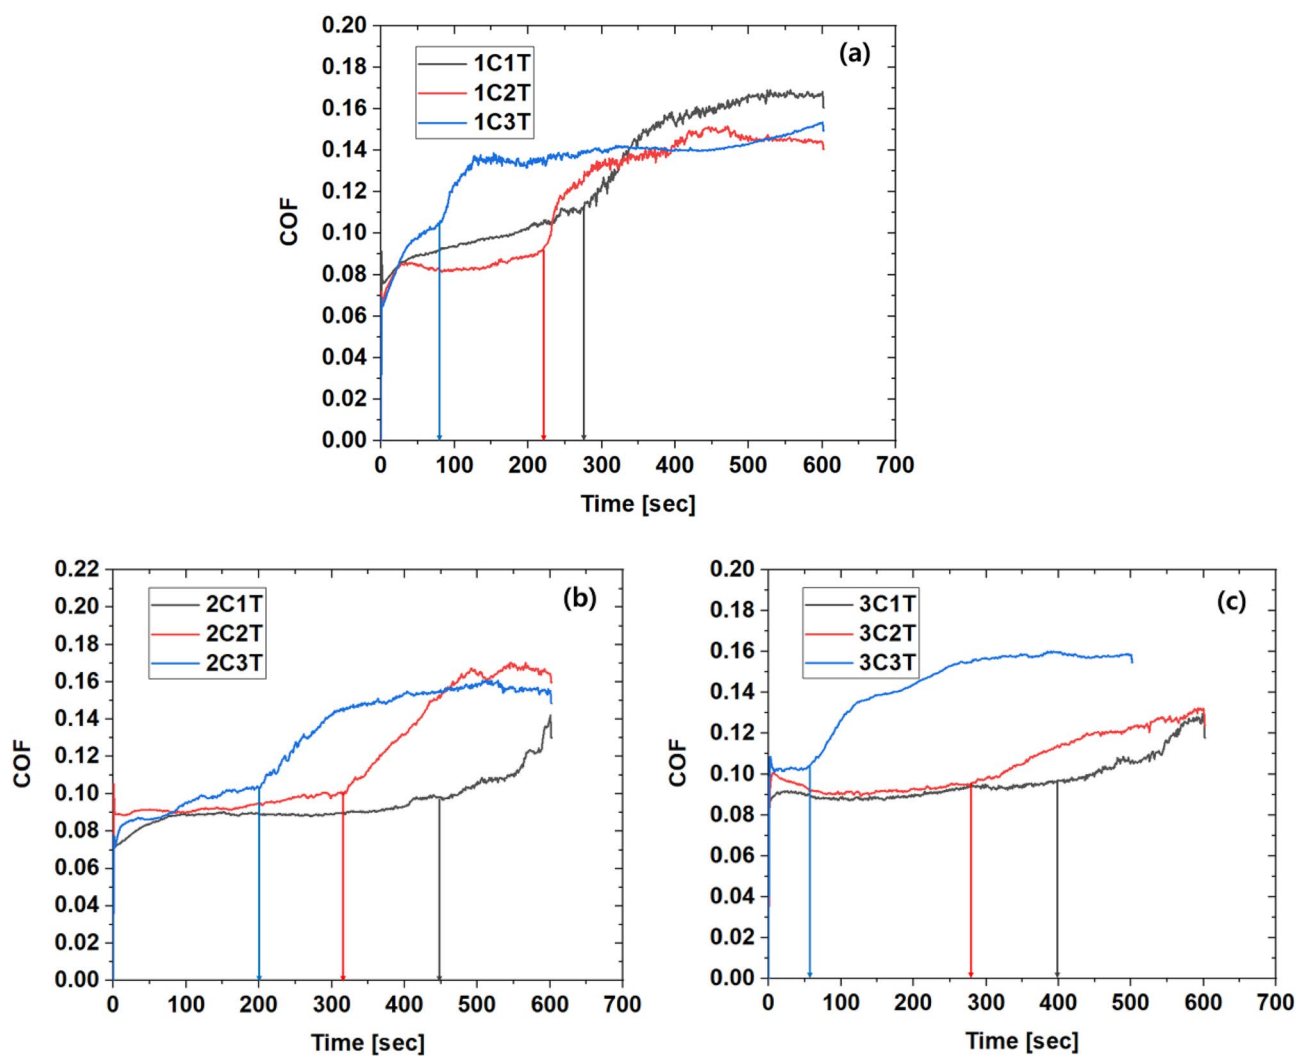 0.20
0.18
0.16
0.14
0.12
0.10
0.08
0.06
0.04
0.02
0.00
COF
1C1T
1C2T
1C3T
(a)
0 100 200 300 400 500 600 700
Time [sec]
0.22
0.20
0.18
0.16
0.14
0.12
0.10
0.08
0.06
0.04
0.02
0.00
COF
2C1T
2C2T
2C3T
(b)
0 100 200 300 400 500 600 700
Time [sec]
0.20
0.18
0.16
0.14
0.12
0.10
0.08
0.06
0.04
0.02
0.00
COF
3C1T
3C2T
3C3T
(c)
0 100 200 300 400 500 600 700
Time [sec]